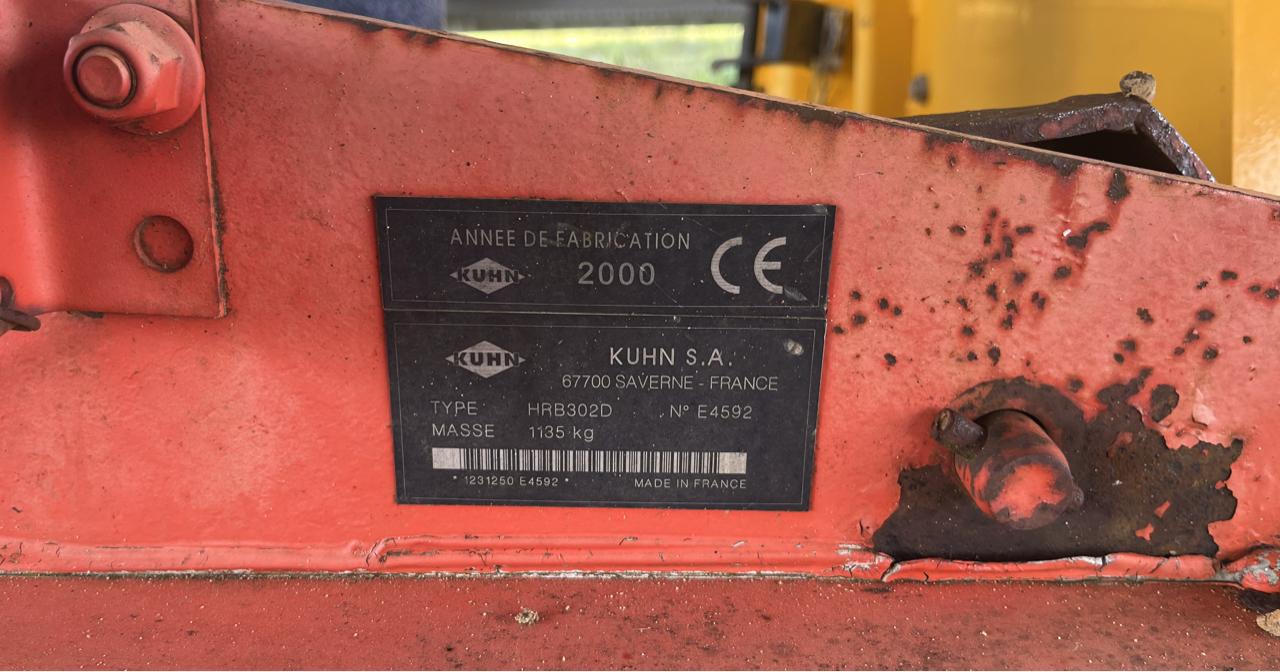 ANNEE DE FABRICATION
KUHN 2000 CE
KUHN KUHN S.A.
67700 SAVERNE - FRANCE
TYPE HRB302D N° E4592
MASSE 1135 kg
* 1231250 E4592 * MADE IN FRANCE